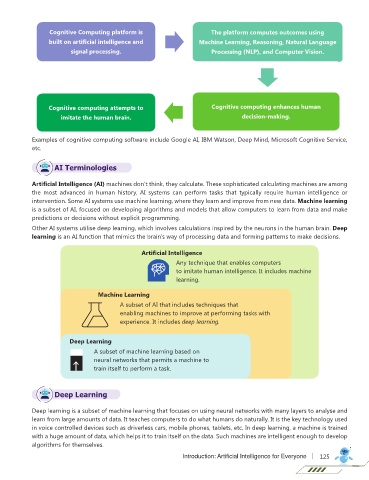 Cognitive Computing platform is
built on artificial intelligence and
signal processing.
The platform computes outcomes using
Machine Learning, Reasoning, Natural Language
Processing (NLP), and Computer Vision.
Cognitive computing attempts to
imitate the human brain.
Cognitive computing enhances human
decision-making.
Examples of cognitive computing software include Google AI, IBM Watson, Deep Mind, Microsoft Cognitive Service,
etc.
AI Terminologies
Artificial Intelligence (AI) machines don't think, they calculate. These sophisticated calculating machines are among
the most advanced in human history. AI systems can perform tasks that typically require human intelligence or
intervention. Some AI systems use machine learning, where they learn and improve from new data. Machine learning
is a subset of AI, focused on developing algorithms and models that allow computers to learn from data and make
predictions or decisions without explicit programming.
Other AI systems utilise deep learning, which involves calculations inspired by the neurons in the human brain. Deep
learning is an AI function that mimics the brain's way of processing data and forming patterns to make decisions.
Artificial Intelligence
Any technique that enables computers
to imitate human intelligence. It includes machine
learning.
Machine Learning
A subset of AI that includes techniques that
enabling machines to improve at performing tasks with
experience. It includes deep learning.
Deep Learning
A subset of machine learning based on
neural networks that permits a machine to
train itself to perform a task.
Deep Learning
Deep learning is a subset of machine learning that focuses on using neural networks with many layers to analyse and
learn from large amounts of data. It teaches computers to do what humans do naturally. It is the key technology used
in voice controlled devices such as driverless cars, mobile phones, tablets, etc. In deep learning, a machine is trained
with a huge amount of data, which helps it to train itself on the data. Such machines are intelligent enough to develop
algorithms for themselves.
Introduction: Artificial Intelligence for Everyone | 125